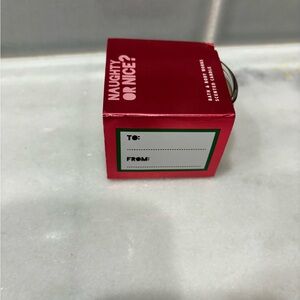 NAUGHTY
OR NICE?
BATH & BODY WORKS
SCENTED CANDLE
TO:
FROM: